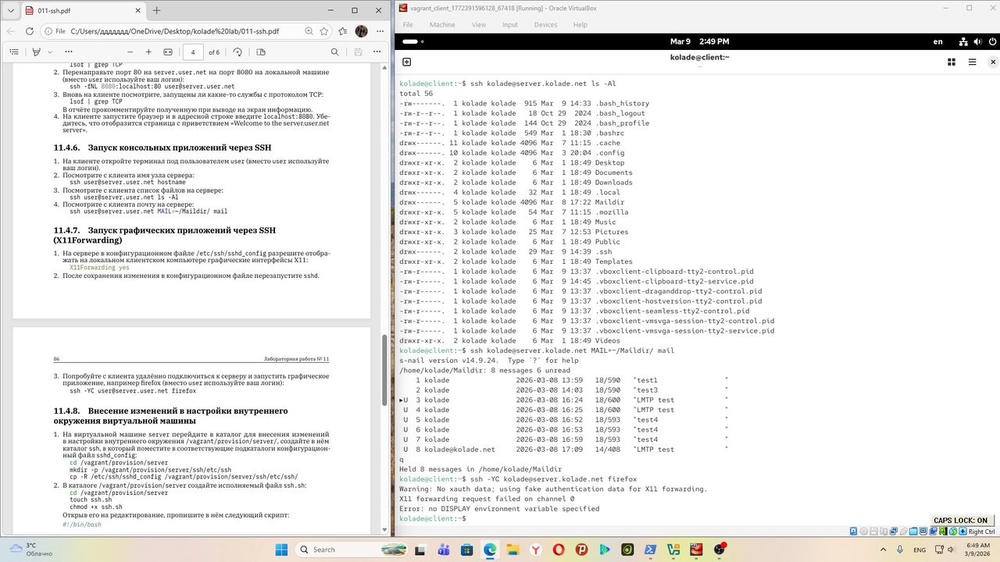 011-ssh.pdf
File
C:/Users/ддддддд/OneDrive/Desktop/kolade%20lab/011-ssh.pdf
4 of 6
lsof | grep TCP
2. Перенаправьте порт 80 на server.user.net на порт 8080 на локальной машине
(вместо user используйте ваш логин):
ssh -fNL 8080:localhost:80 user@server.user.net
3. Вновь на клиенте посмотрите, запущены ли какие-то службы с протоколом TCP:
lsof | grep TCP
В отчёте прокомментируйте полученную при выводе на экран информацию.
4. На клиенте запустите браузер и в адресной строке введите localhost:8080. Убе-
дитесь, что отобразится страница с приветствием «Welcome to the server.user.net
server».
11.4.6. Запуск консольных приложений через SSH
1. На клиенте откройте терминал под пользователем user (вместо user используйте
ваш логин).
2. Посмотрите с клиента имя узла сервера:
ssh user@server.user.net hostname
3. Посмотрите с клиента список файлов на сервере:
ssh user@server.user.net ls -Al
4. Посмотрите с клиента почту на сервере:
ssh user@server.user.net MAIL=~/Maildir/ mail
11.4.7. Запуск графических приложений через SSH
(X11Forwarding)
1. На сервере в конфигурационном файле /etc/ssh/sshd_config разрешите отобра-
жать на локальном клиентском компьютере графические интерфейсы X11:
X11Forwarding yes
2. После сохранения изменения в конфигурационном файле перезапустите sshd.
86
Лабораторная работа № 11
3. Попробуйте с клиента удалённо подключиться к серверу и запустить графическое
приложение, например firefox (вместо user используйте ваш логин):
ssh -YC user@server.user.net firefox
11.4.8. Внесение изменений в настройки внутреннего
окружения виртуальной машины
1. На виртуальной машине server перейдите в каталог для внесения изменений
в настройки внутреннего окружения /vagrant/provision/server/, создайте в нём
каталог ssh, в который поместите в соответствующие подкаталоги конфигурацион-
ный файл sshd_config:
cd /vagrant/provision/server
mkdir -p /vagrant/provision/server/ssh/etc/ssh
cp -R /etc/ssh/sshd_config /vagrant/provision/server/ssh/etc/ssh/
2. В каталоге /vagrant/provision/server создайте исполняемый файл ssh.sh:
cd /vagrant/provision/server
touch ssh.sh
chmod +x ssh.sh
Открыв его на редактирование, пропишите в нём следующий скрипт:
#!/bin/bash
vagrant_client_1772391596128_67418 [Running] - Oracle VirtualBox
File Machine View Input Devices Help
Mar 9 2:49 PM
en
kolade@client:~
~
kolade@client:~$ ssh kolade@server.kolade.net ls -Al
total 56
-rw-------. 1 kolade kolade 915 Mar 9 14:33 .bash_history
-rw-r--r--. 1 kolade kolade 18 Oct 29 2024 .bash_logout
-rw-r--r--. 1 kolade kolade 144 Oct 29 2024 .bash_profile
-rw-r--r--. 1 kolade kolade 549 Mar 1 18:30 .bashrc
drwx------. 11 kolade kolade 4096 Mar 7 11:15 .cache
drwx------. 10 kolade kolade 4096 Mar 3 20:04 .config
drwxr-xr-x. 2 kolade kolade 6 Mar 1 18:49 Desktop
drwxr-xr-x. 2 kolade kolade 6 Mar 1 18:49 Documents
drwxr-xr-x. 2 kolade kolade 6 Mar 1 18:49 Downloads
drwx------. 4 kolade kolade 32 Mar 1 18:49 .local
drwx------. 5 kolade kolade 4096 Mar 8 17:22 Maildir
drwxr-xr-x. 5 kolade kolade 54 Mar 7 11:15 .mozilla
drwxr-xr-x. 2 kolade kolade 6 Mar 1 18:49 Music
drwxr-xr-x. 3 kolade kolade 25 Mar 7 12:53 Pictures
drwxr-xr-x. 2 kolade kolade 6 Mar 1 18:49 Public
drwx------. 2 kolade kolade 29 Mar 9 14:39 .ssh
drwxr-xr-x. 2 kolade kolade 6 Mar 1 18:49 Templates
-rw-r-----. 1 kolade kolade 6 Mar 9 13:37 .vboxclient-clipboard-tty2-control.pid
-rw-r-----. 1 kolade kolade 6 Mar 9 14:45 .vboxclient-clipboard-tty2-service.pid
-rw-r-----. 1 kolade kolade 6 Mar 9 13:37 .vboxclient-draganddrop-tty2-control.pid
-rw-r-----. 1 kolade kolade 6 Mar 9 13:37 .vboxclient-hostversion-tty2-control.pid
-rw-r-----. 1 kolade kolade 6 Mar 9 13:37 .vboxclient-seamless-tty2-control.pid
-rw-r-----. 1 kolade kolade 6 Mar 9 13:37 .vboxclient-vmsvga-session-tty2-control.pid
-rw-r-----. 1 kolade kolade 6 Mar 9 13:37 .vboxclient-vmsvga-session-tty2-service.pid
drwxr-xr-x. 2 kolade kolade 6 Mar 1 18:49 Videos
kolade@client:~$ ssh kolade@server.kolade.net MAIL=~/Maildir/ mail
s-nail version v14.9.24. Type `?` for help
/home/kolade/Maildir: 8 messages 6 unread
1 kolade 2026-03-08 13:59 18/590 "test1 "
2 kolade 2026-03-08 14:03 18/590 "test3 "
▸U 3 kolade 2026-03-08 16:24 18/600 "LMTP test "
U 4 kolade 2026-03-08 16:25 18/600 "LMTP test "
U 5 kolade 2026-03-08 16:52 18/593 "test4 "
U 6 kolade 2026-03-08 16:53 18/593 "test4 "
U 7 kolade 2026-03-08 16:59 18/593 "test4 "
U 8 kolade@kolade.net 2026-03-08 17:09 14/408 "LMTP test "
q
Held 8 messages in /home/kolade/Maildir
kolade@client:~$ ssh -YC kolade@server.kolade.net firefox
Warning: No xauth data; using fake authentication data for X11 forwarding.
X11 forwarding request failed on channel 0
Error: no DISPLAY environment variable specified
kolade@client:~$
CAPS LOCK: ON
Right Ctrl
3°C
Облачно
Search
ENG
6:49 AM
3/9/2026